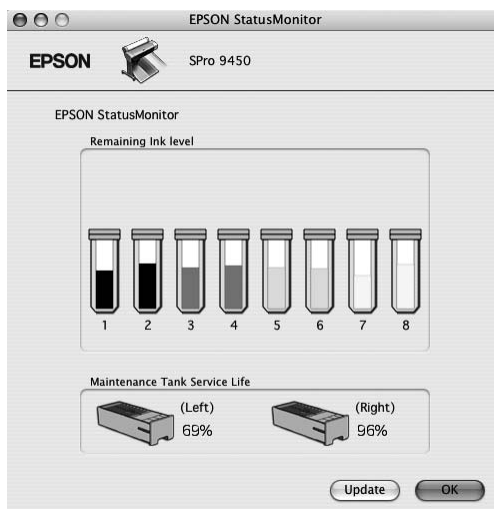 EPSON StatusMonitor
EPSON SPro 9450
EPSON StatusMonitor
Remaining Ink level
1 2 3 4 5 6 7 8
Maintenance Tank Service Life
(Left) (Right)
69% 96%
Update OK